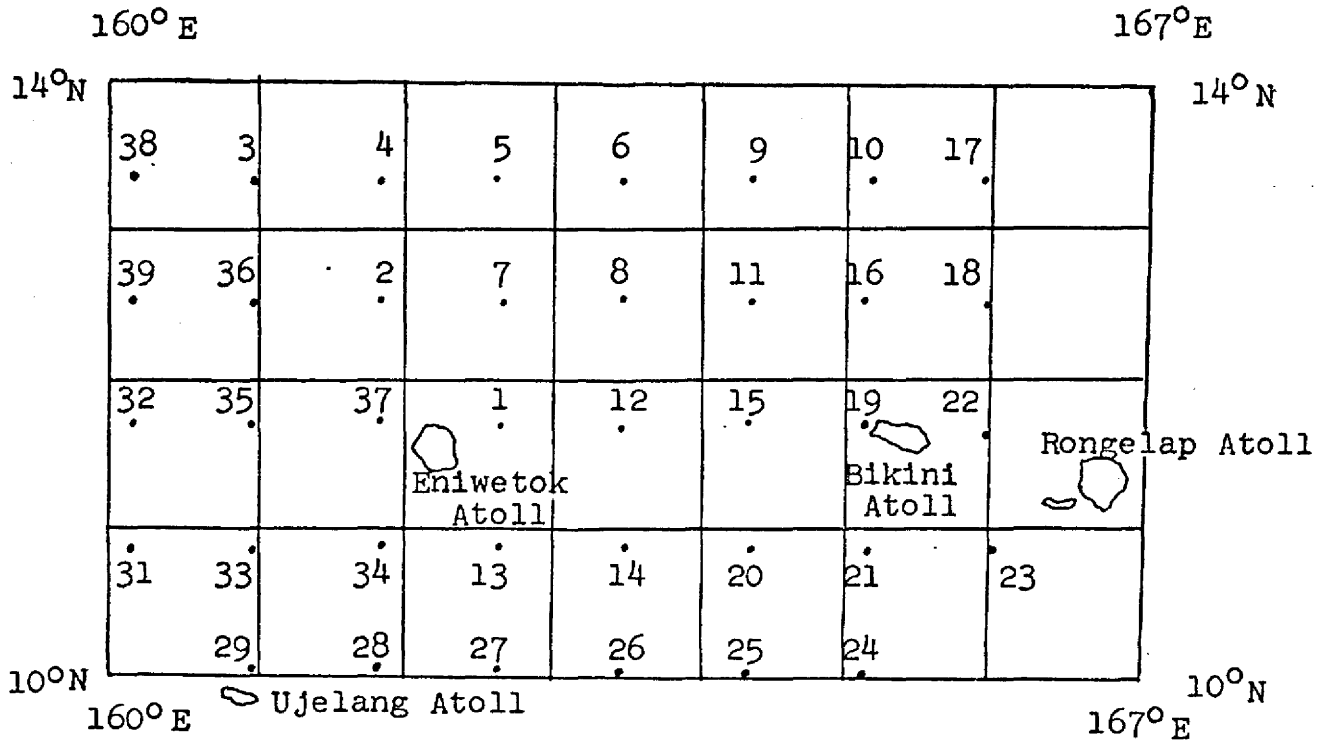 160° E 167° E
14° N 14° N
38 3 4 5 6 9 10 17
39 36 2 7 8 11 16 18
32 35 37 1 12 15 19 22
Rongelap Atoll
Eniwetok Bikini
Atoll Atoll
31 33 34 13 14 20 21 23
29 28 27 26 25 24
10° N 10° N
Ujelang Atoll
160° E 167° E